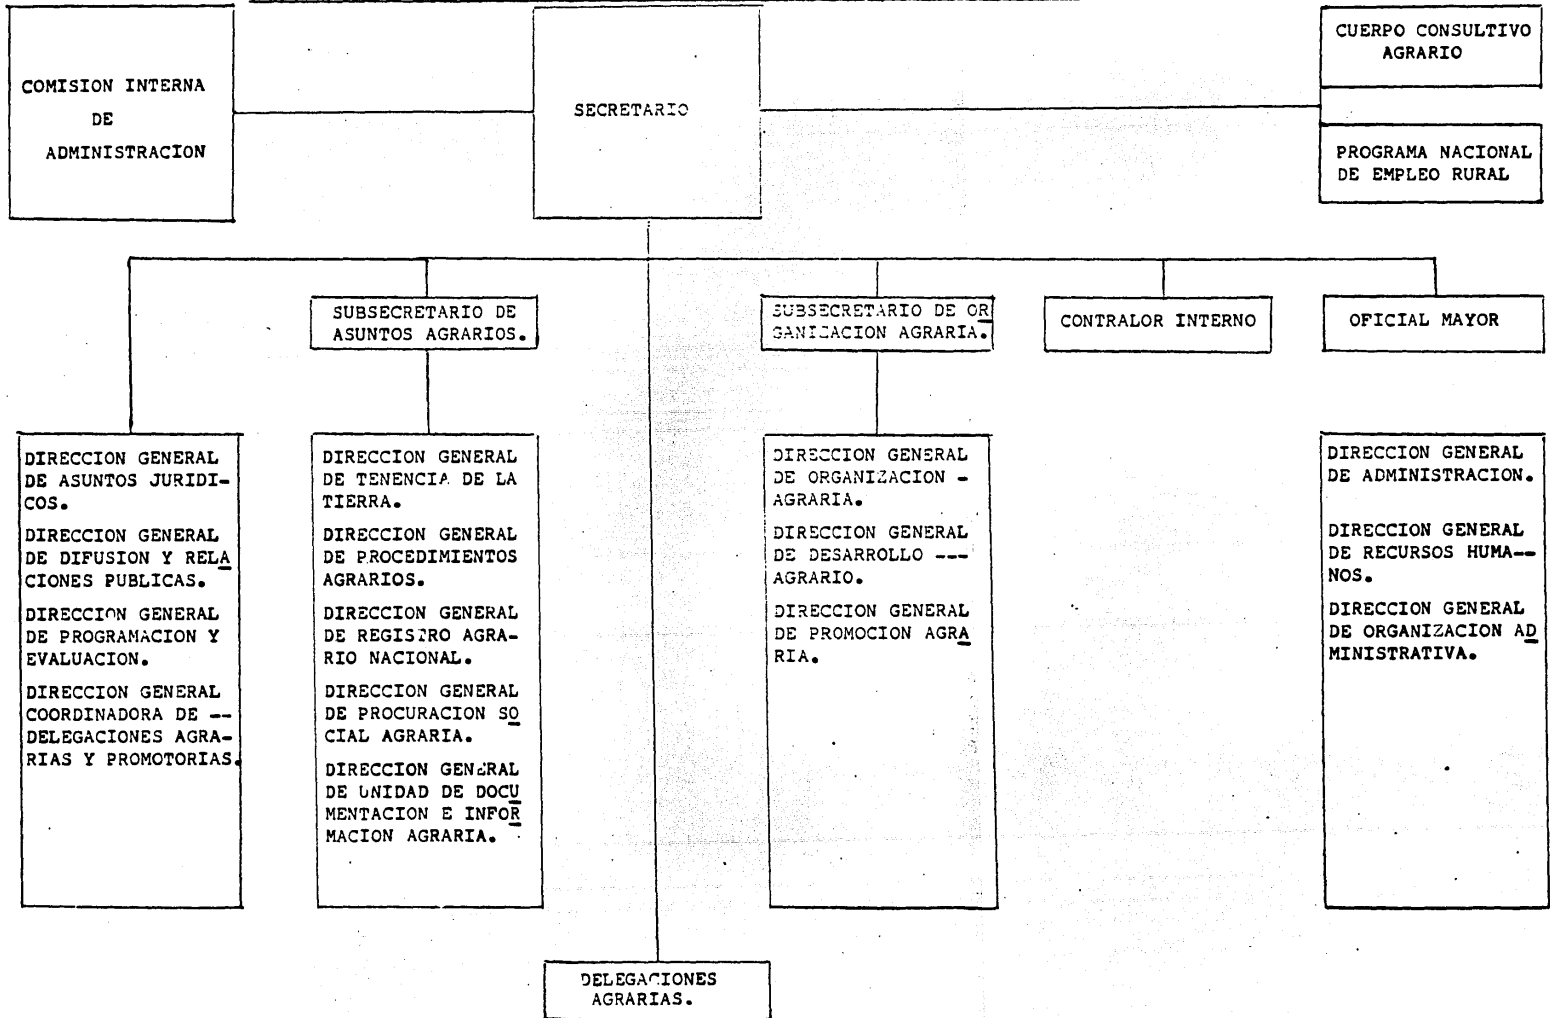 COMISION INTERNA
DE
ADMINISTRACION
SECRETARIO
CUERPO CONSULTIVO
AGRARIO
PROGRAMA NACIONAL
DE EMPLEO RURAL
SUBSECRETARIO DE
ASUNTOS AGRARIOS.
SUBSECRETARIO DE OR
GANIZACION AGRARIA.
CONTRALOR INTERNO
OFICIAL MAYOR
DIRECCION GENERAL
DE ASUNTOS JURIDI-
COS.
DIRECCION GENERAL
DE DIFUSION Y RELA
CIONES PUBLICAS.
DIRECCION GENERAL
DE PROGRAMACION Y
EVALUACION.
DIRECCION GENERAL
COORDINADORA DE --
DELEGACIONES AGRA-
RIAS Y PROMOTORIAS.
DIRECCION GENERAL
DE TENENCIA DE LA
TIERRA.
DIRECCION GENERAL
DE PROCEDIMIENTOS
AGRARIOS.
DIRECCION GENERAL
DE REGISTRO AGRA-
RIO NACIONAL.
DIRECCION GENERAL
DE PROCURACION SO
CIAL AGRARIA.
DIRECCION GENERAL
DE UNIDAD DE DOCU
MENTACION E INFOR
MACION AGRARIA.
DIRECCION GENERAL
DE ORGANIZACION -
AGRARIA.
DIRECCION GENERAL
DE DESARROLLO ---
AGRARIO.
DIRECCION GENERAL
DE PROMOCION AGRA
RIA.
DIRECCION GENERAL
DE ADMINISTRACION.
DIRECCION GENERAL
DE RECURSOS HUMA--
NOS.
DIRECCION GENERAL
DE ORGANIZACION AD
MINISTRATIVA.
DELEGACIONES
AGRARIAS.